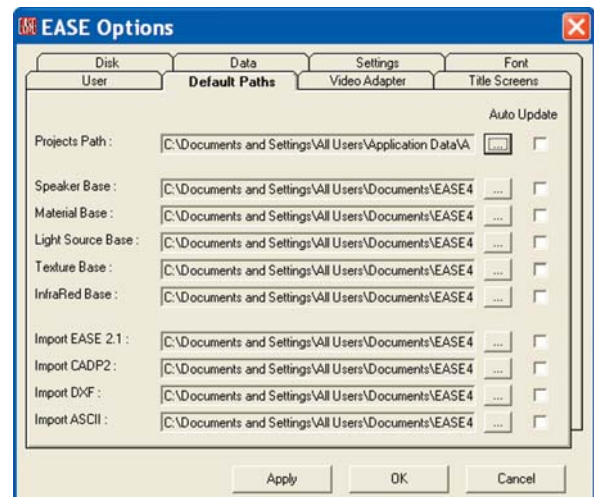 EASE Options
Disk Data Settings Font
User Default Paths Video Adapter Title Screens
Auto Update
Projects Path : C:\Documents and Settings\All Users\Application Data\A ...
Speaker Base : C:\Documents and Settings\All Users\Documents\EASE4 ...
Material Base : C:\Documents and Settings\All Users\Documents\EASE4 ...
Light Source Base : C:\Documents and Settings\All Users\Documents\EASE4 ...
Texture Base : C:\Documents and Settings\All Users\Documents\EASE4 ...
InfraRed Base : C:\Documents and Settings\All Users\Documents\EASE4 ...
Import EASE 2.1 : C:\Documents and Settings\All Users\Documents\EASE4 ...
Import CADP2 : C:\Documents and Settings\All Users\Documents\EASE4 ...
Import DXF : C:\Documents and Settings\All Users\Documents\EASE4 ...
Import ASCII : C:\Documents and Settings\All Users\Documents\EASE4 ...
Apply OK Cancel